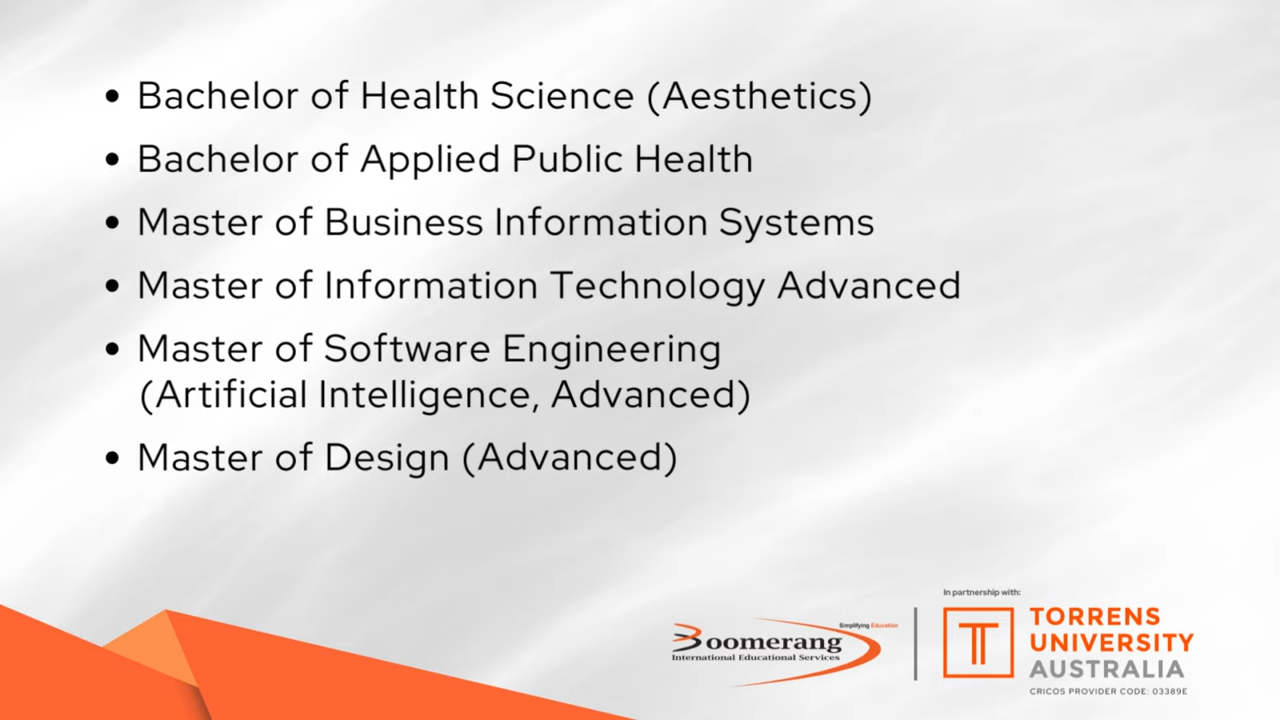 • Bachelor of Health Science (Aesthetics)
• Bachelor of Applied Public Health
• Master of Business Information Systems
• Master of Information Technology Advanced
• Master of Software Engineering
(Artificial Intelligence, Advanced)
• Master of Design (Advanced)
Simplifying Education
Boomerang
International Educational Services
In partnership with:
TORRENS
UNIVERSITY
AUSTRALIA
CRICOS PROVIDER CODE: 03389E